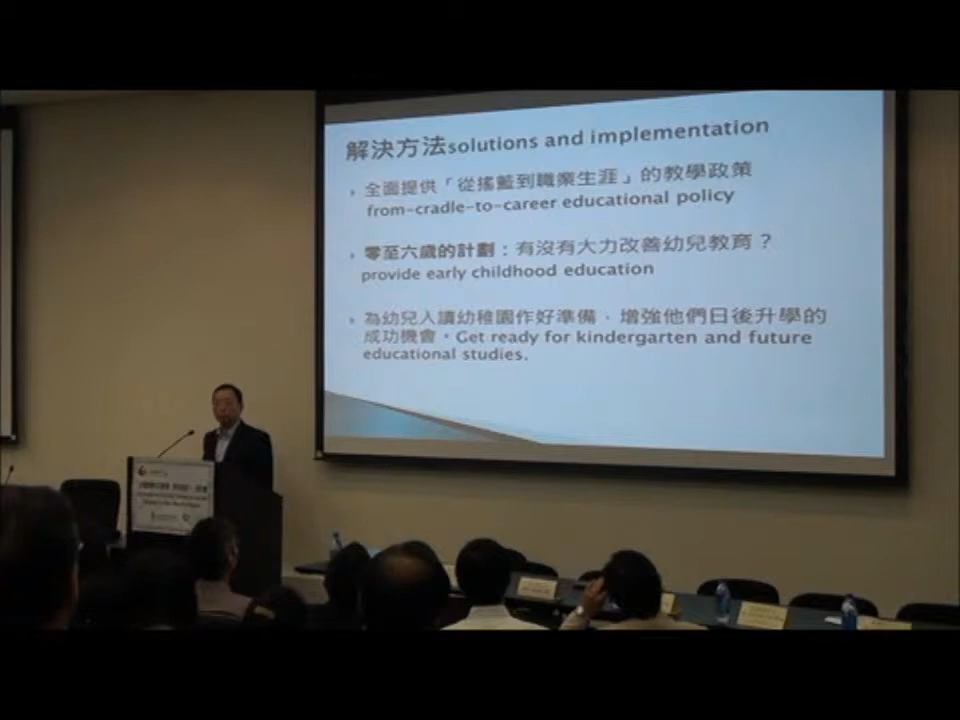 解決方法solutions and implementation
全面提供「從搖籃到職業生涯」的教學政策
from-cradle-to-career educational policy
零至六歲的計劃：有沒有大力改善幼兒教育？
provide early childhood education
為幼兒入讀幼稚園作好準備，增強他們日後升學的
成功機會。Get ready for kindergarten and future
educational studies.